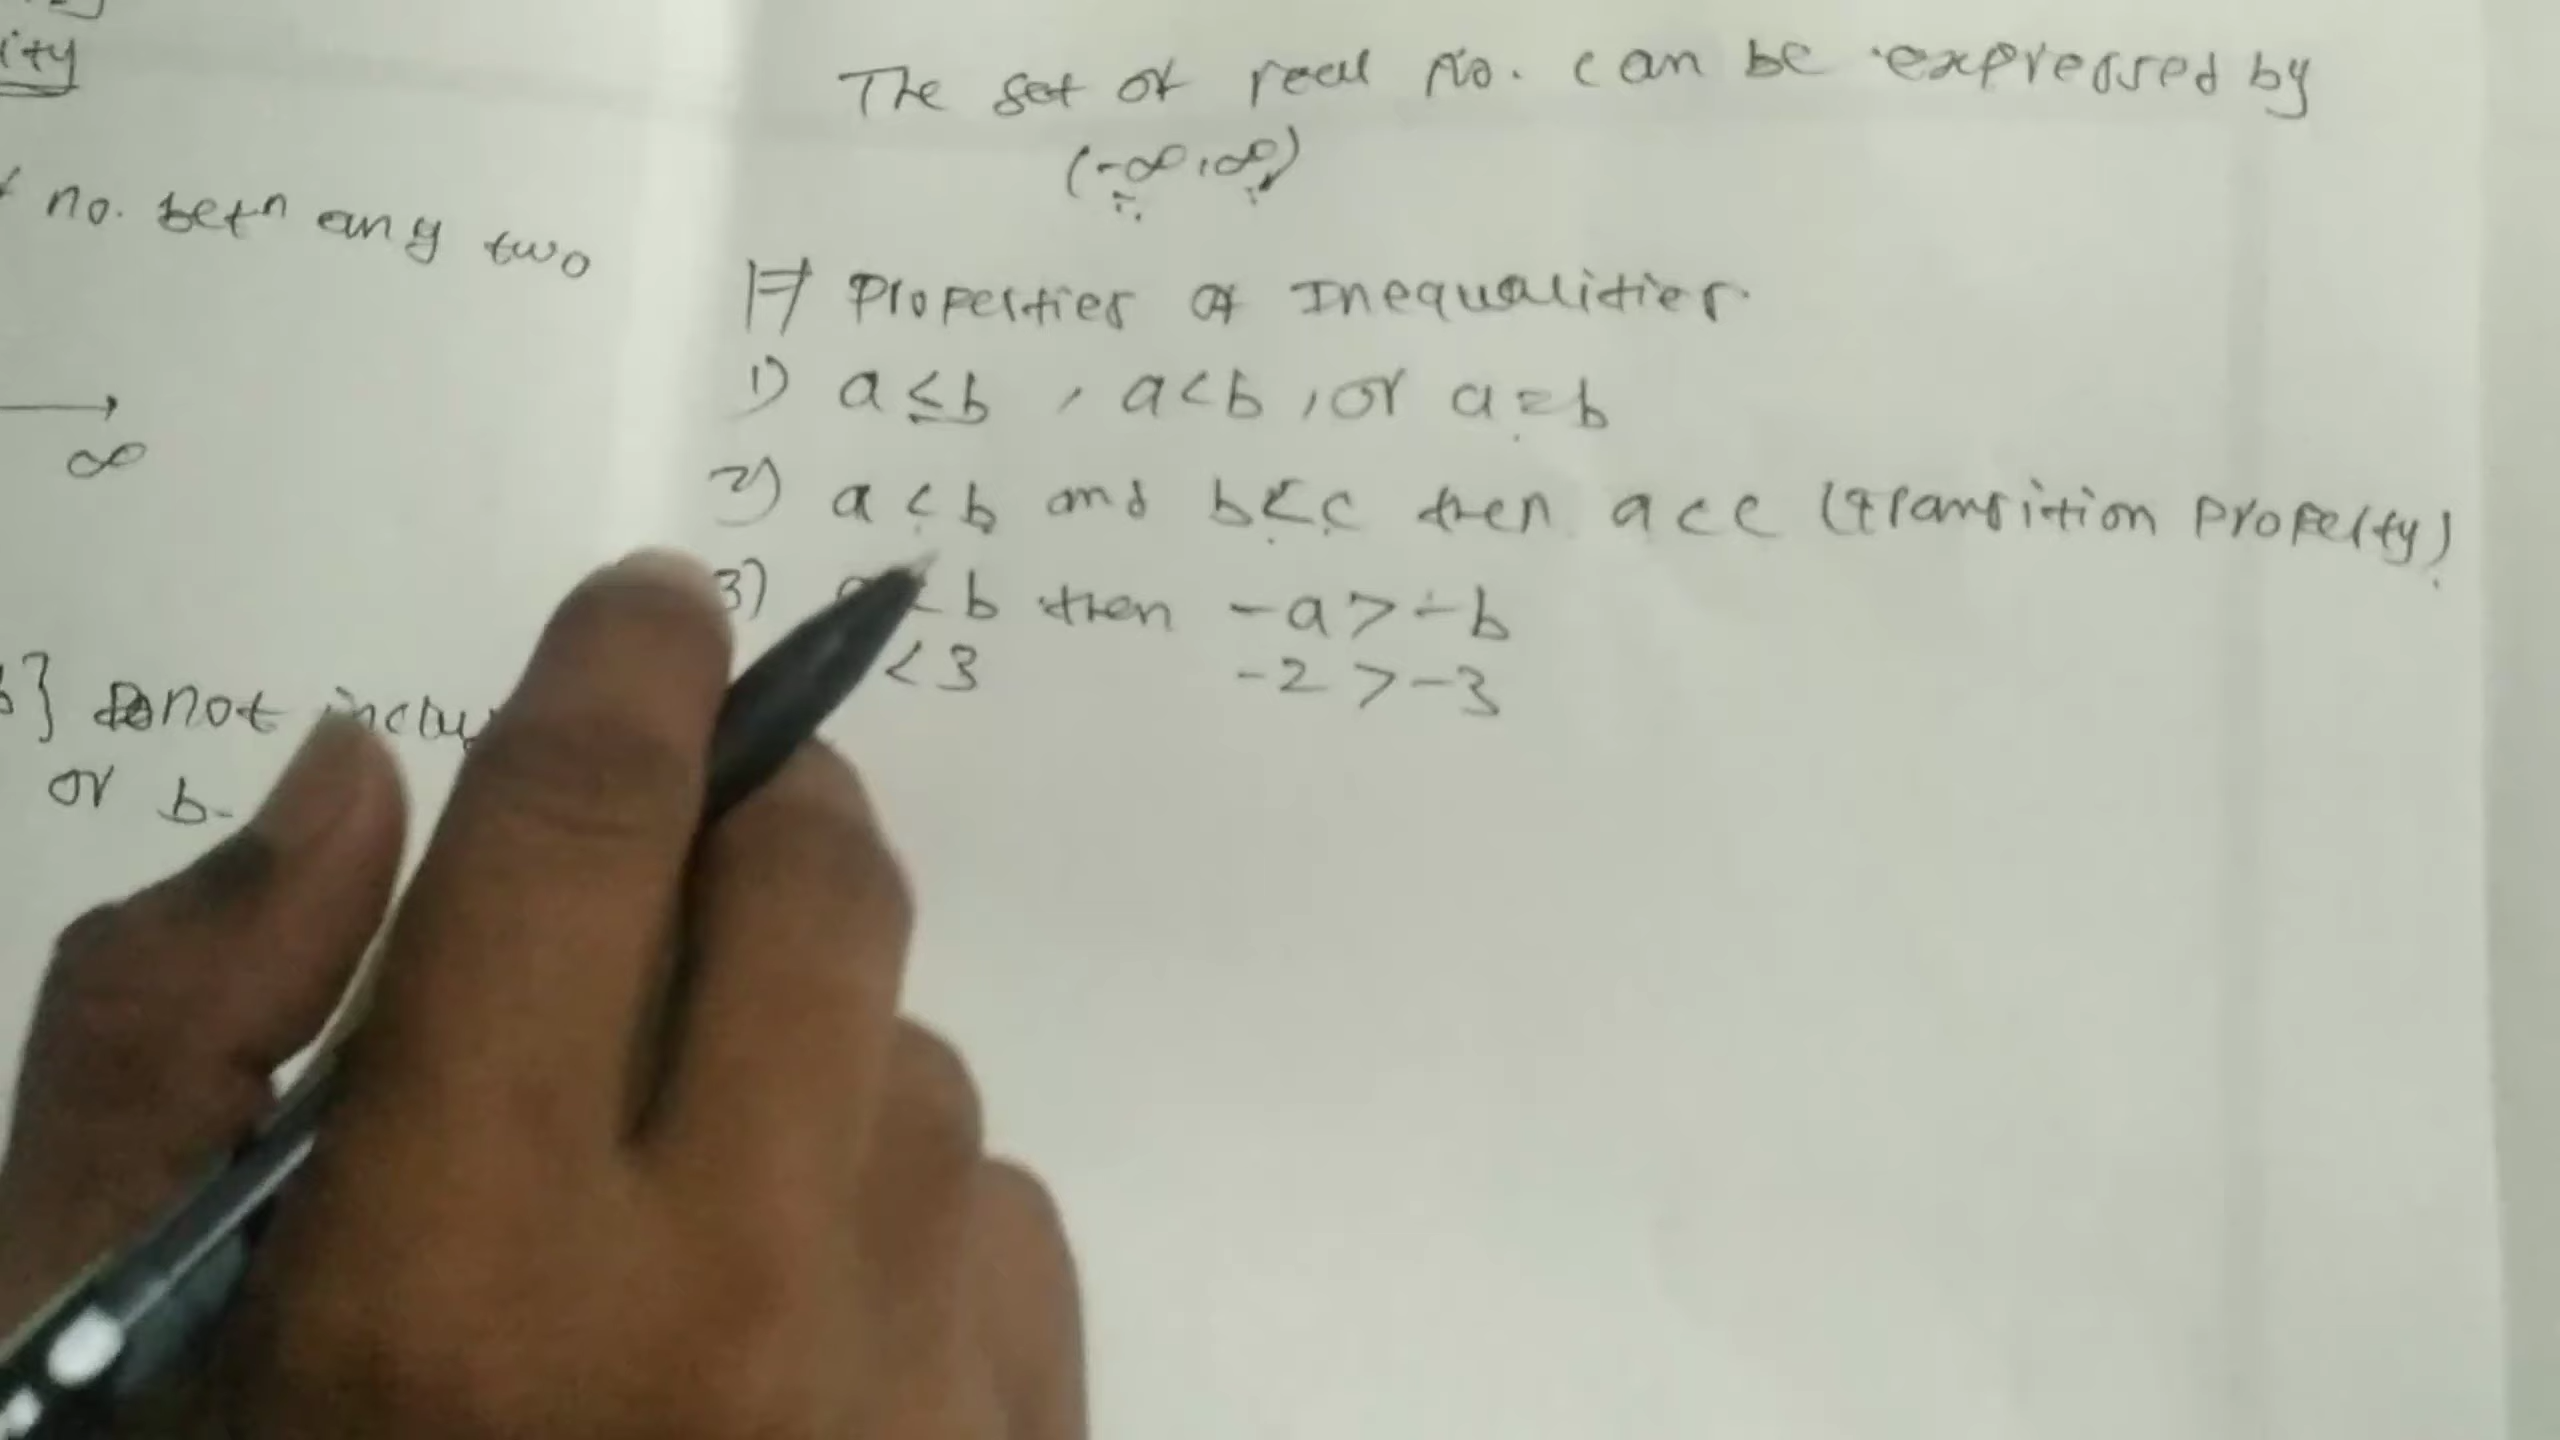 ity
no. betn any two
∞
not
or b.
The set of real no. can be expressed by
(-∞,∞)
Properties of Inequalities.
1) a≤b , a<b , or a=b
2) a<b and b<c then a<c (transition property)
3) < b then -a>-b
<3 -2>-3